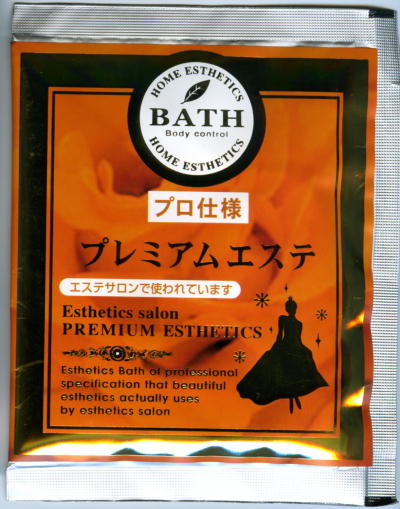 HOME ESTHETICS
BATH
Body control
HOME ESTHETICS
プロ仕様
プレミアムエステ
エステサロンで使われています
Esthetics salon
PREMIUM ESTHETICS
Esthetics Bath of professional
specification that beautiful
esthetics actually uses
by esthetics salon